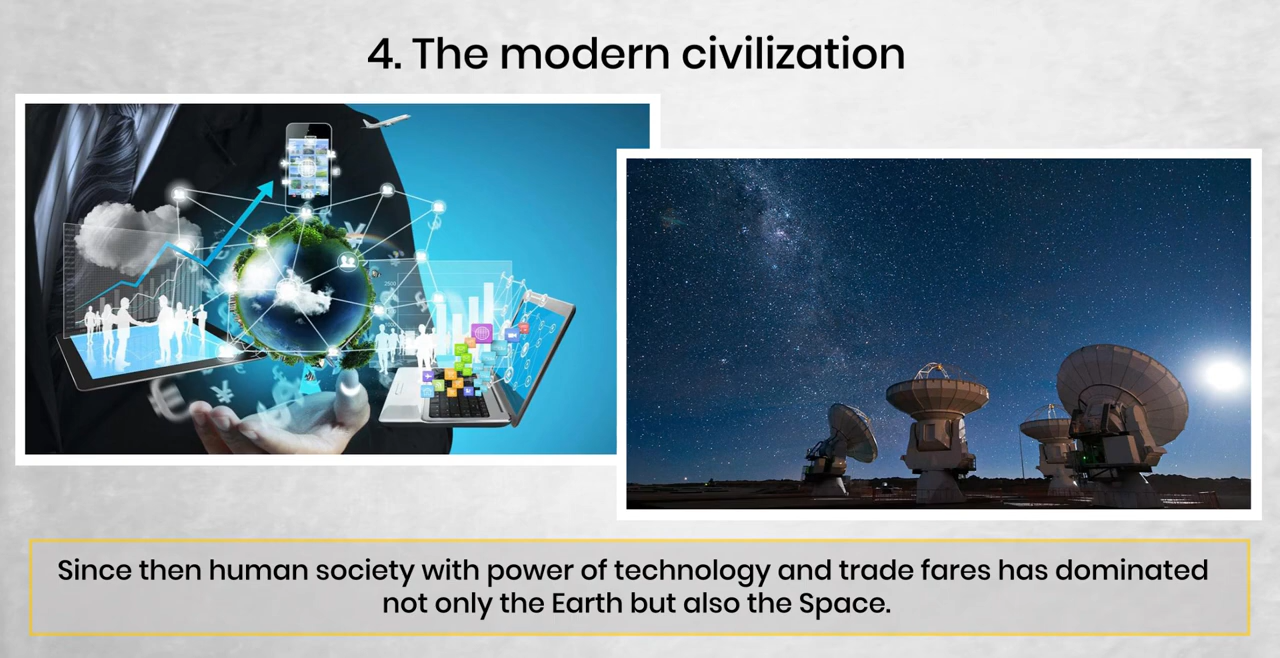 4. The modern civilization
Since then human society with power of technology and trade fares has dominated
not only the Earth but also the Space.